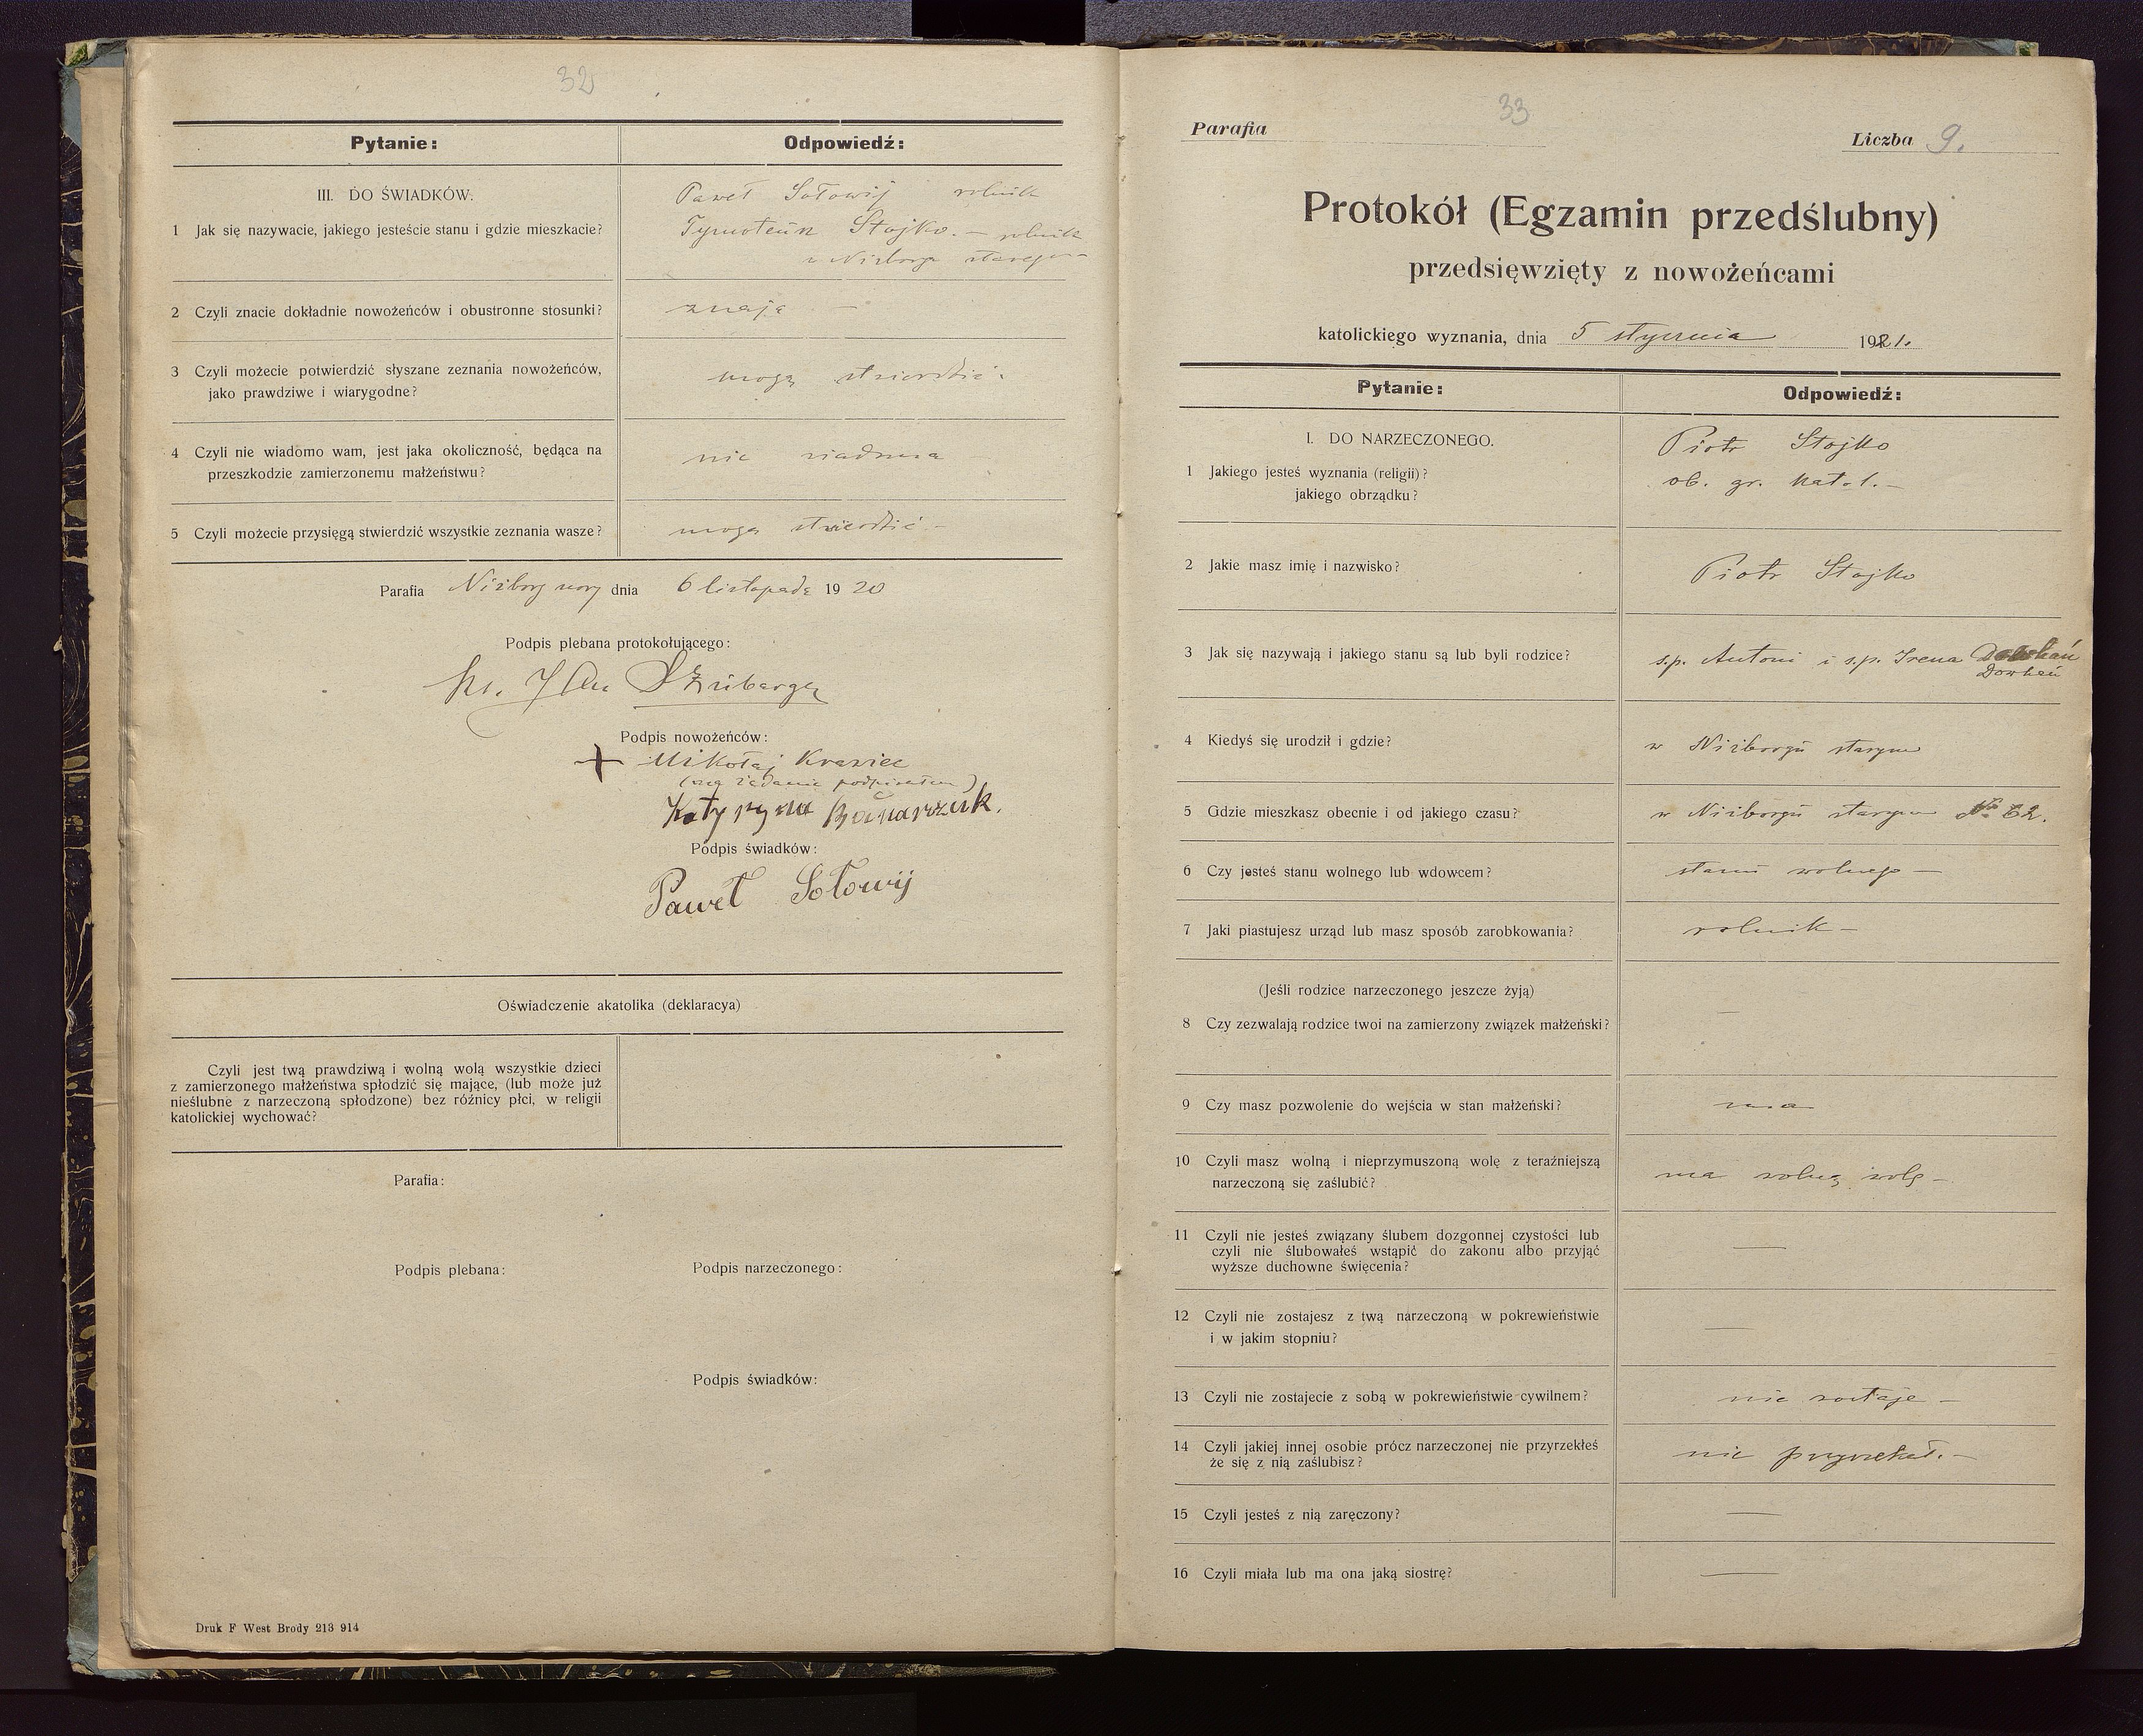 32
Pytanie: Odpowiedź:
III. DO ŚWIADKÓW:
1 Jak się nazywacie, jakiego jesteście stanu i gdzie mieszkacie?
Paweł Sołowij rolnik
Tymoteusz Stojko. — rolnik
z Niżborga starego —
2 Czyli znacie dokładnie nowożeńców i obustronne stosunki?
znają —
3 Czyli możecie potwierdzić słyszane zeznania nowożeńców,
jako prawdziwe i wiarygodne?
mogą stwierdzić.
4 Czyli nie wiadomo wam, jest jaka okoliczność, będąca na
przeszkodzie zamierzonemu małżeństwu?
nie wiadoma —
5 Czyli możecie przysięgą stwierdzić wszystkie zeznania wasze?
mogą stwierdzić —
Parafia Niżborg nowy dnia 6 listopada 1920
Podpis plebana protokołującego:
ks. Jan
Podpis nowożeńców:
+ Mikołaj Krawiec
(na żądanie podpisałem)
Katyryna
Podpis świadków:
Paweł Sołowij
Oświadczenie akatolika (deklaracya)
Czyli jest twą prawdziwą i wolną wolą wszystkie dzieci
z zamierzonego małżeństwa spłodzić się mające, (lub może już
nieślubne z narzeczoną spłodzone) bez różnicy płci, w religii
katolickiej wychować?
Parafia:
Podpis plebana: Podpis narzeczonego:
Podpis świadków:
Druk F West Brody 213 914
33
Parafia
Liczba 9.
Protokół (Egzamin przedślubny)
przedsięwzięty z nowożeńcami
katolickiego wyznania, dnia 5 stycznia 1921.
Pytanie: Odpowiedź:
I. DO NARZECZONEGO.
1 Jakiego jesteś wyznania (religii)?
jakiego obrządku?
Piotr Stojko
ob. gr. katol. —
2 Jakie masz imię i nazwisko?
Piotr Stojko
3 Jak się nazywają i jakiego stanu są lub byli rodzice?
s.p. Antoni i s.p. Irena
Dowhań
4 Kiedyś się urodził i gdzie?
w Niżborgu starym
5 Gdzie mieszkasz obecnie i od jakiego czasu?
w Niżborgu starym № 62.
6 Czy jesteś stanu wolnego lub wdowcem?
stanu wolnego —
7 Jaki piastujesz urząd lub masz sposób zarobkowania?
rolnik —
(Jeśli rodzice narzeczonego jeszcze żyją)
8 Czy zezwalają rodzice twoi na zamierzony związek małżeński?
—
9 Czy masz pozwolenie do wejścia w stan małżeński?
ma
10 Czyli masz wolną i nieprzymuszoną wolę z teraźniejszą
narzeczoną się zaślubić?
ma wolną wolę —
11 Czyli nie jesteś związany ślubem dozgonnej czystości lub
czyli nie ślubowałeś wstąpić do zakonu albo przyjąć
wyższe duchowne święcenia?
—
12 Czyli nie zostajesz z twą narzeczoną w pokrewieństwie
i w jakim stopniu?
—
13 Czyli nie zostajecie z sobą w pokrewieństwie cywilnem?
nie zostaje —
14 Czyli jakiej innej osobie prócz narzeczonej nie przyrzekłeś
że się z nią zaślubisz?
nie przyrzekał. —
15 Czyli jesteś z nią zaręczony?
—
16 Czyli miała lub ma ona jaką siostrę?
—